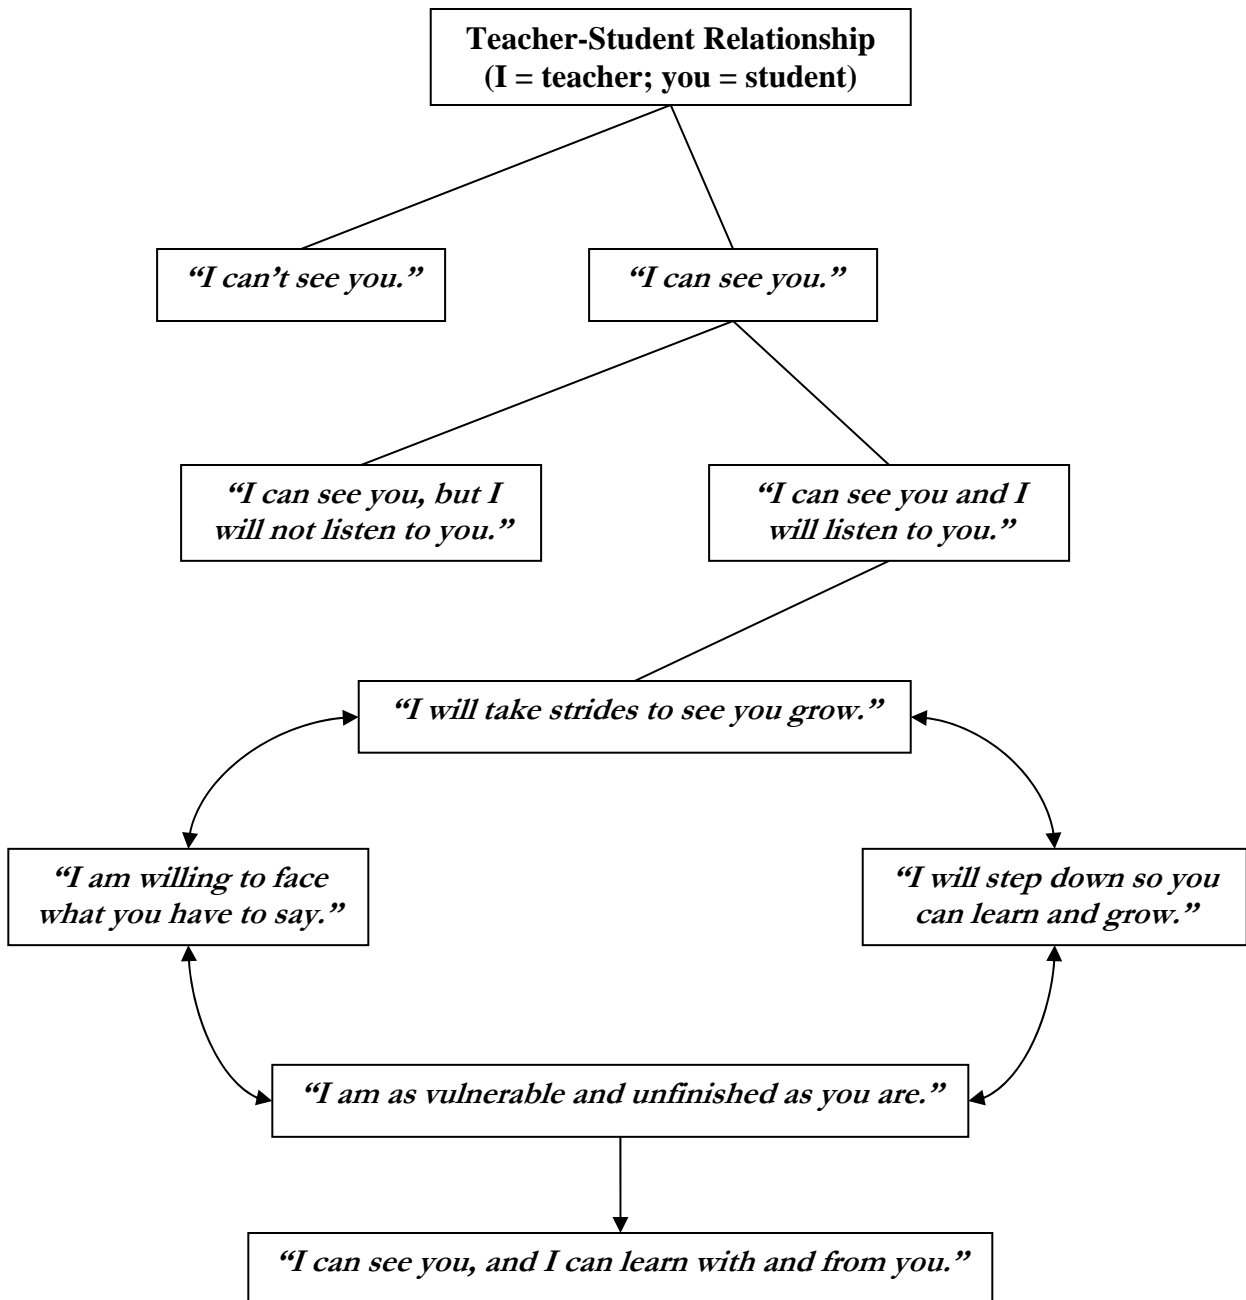 Teacher-Student Relationship
(I = teacher; you = student)
“I can’t see you.”
“I can see you.”
“I can see you, but I
will not listen to you.”
“I can see you and I
will listen to you.”
“I will take strides to see you grow.”
“I am willing to face
what you have to say.”
“I will step down so you
can learn and grow.”
“I am as vulnerable and unfinished as you are.”
“I can see you, and I can learn with and from you.”